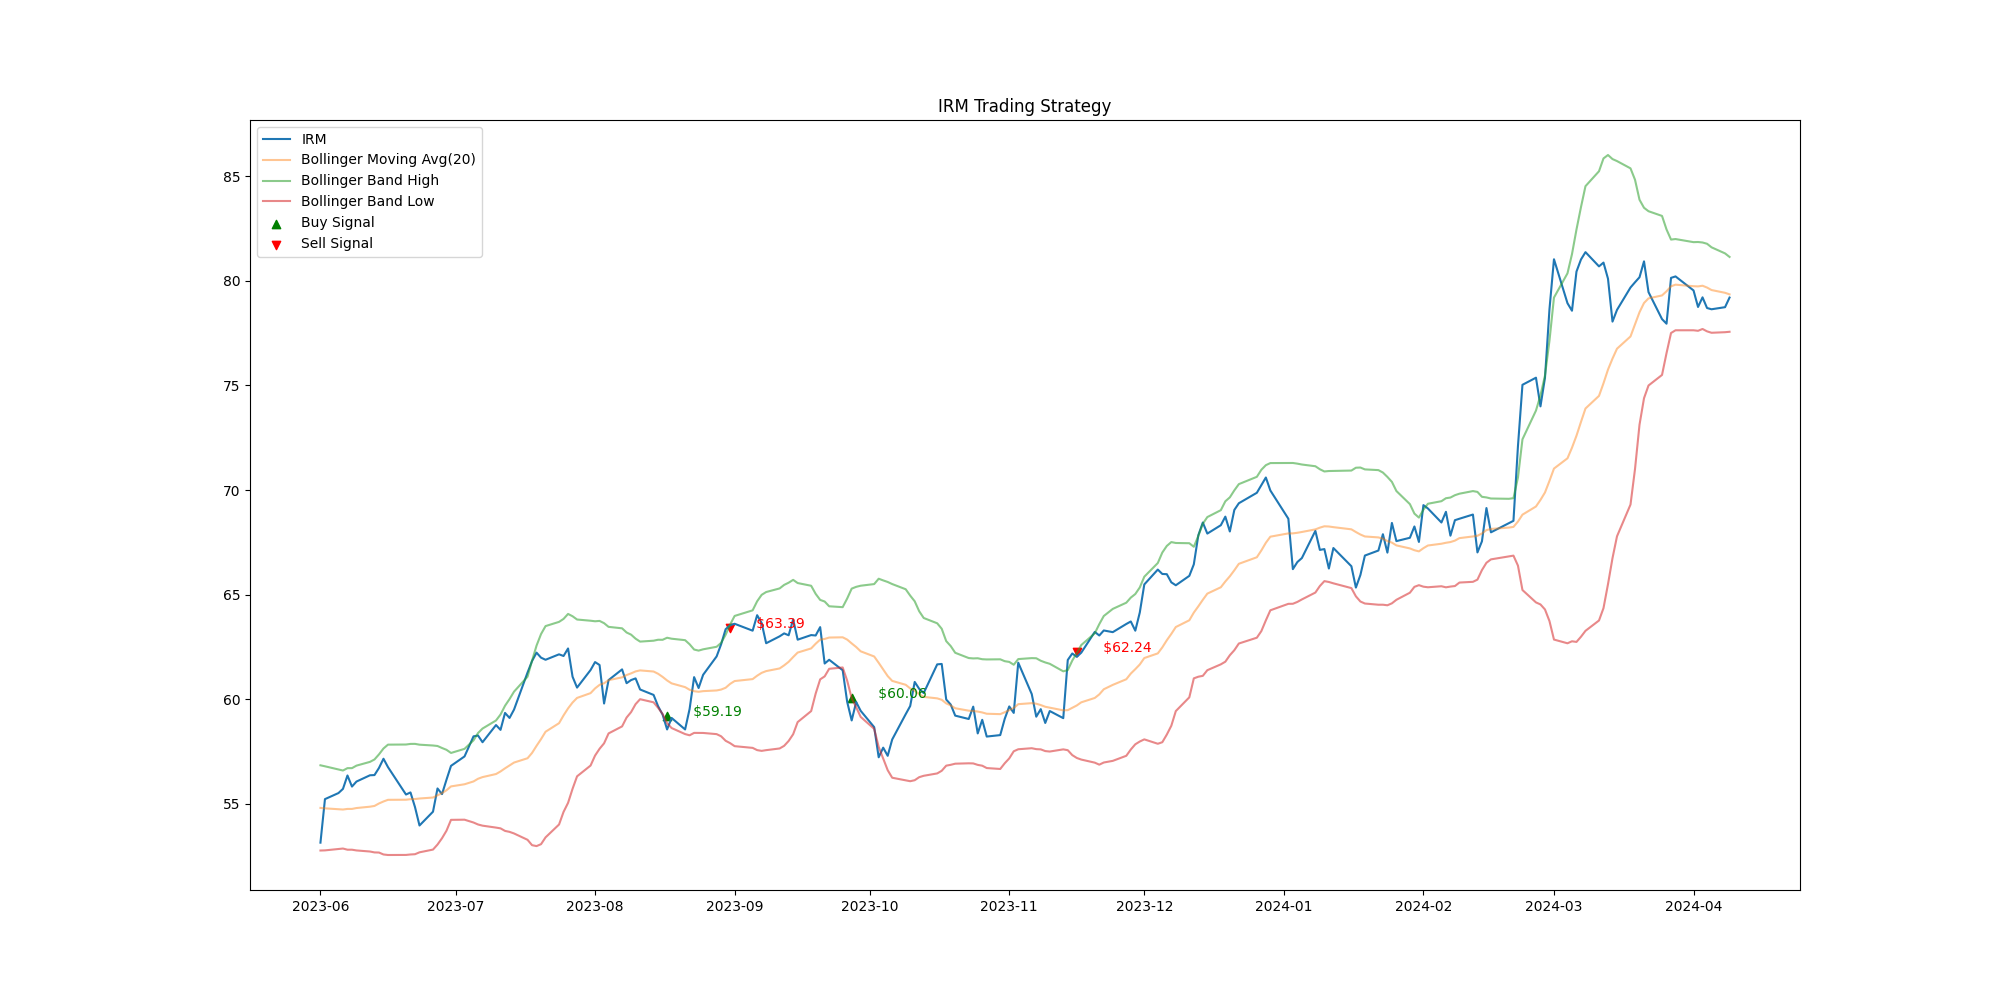 IRM Trading Strategy
IRM
Bollinger Moving Avg(20)
Bollinger Band High
Bollinger Band Low
Buy Signal
Sell Signal
85
80
75
70
65
60
55
$63.39
$62.24
$60.06
$59.19
2023-06 2023-07 2023-08 2023-09 2023-10 2023-11 2023-12 2024-01 2024-02 2024-03 2024-04